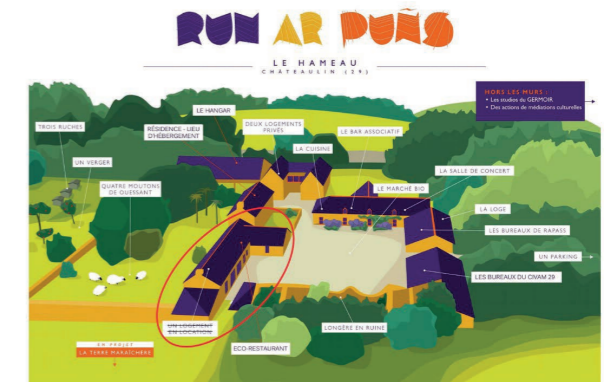 RUN AR PUÑS
LE HAMEAU
CHÂTEAULIN (29)
HORS LES MURS :
• Les studios du GERMOIR
• Des actions de médiations culturelles
LE HANGAR
TROIS RUCHES
RÉSIDENCE - LIEU
D'HÉBERGEMENT
DEUX LOGEMENTS
PRIVÉS
LE BAR ASSOCIATIF
LA CUISINE
UN VERGER
LA SALLE DE CONCERT
QUATRE MOUTONS
DE OUESSANT
LE MARCHÉ BIO
LA LOGE
LES BUREAUX DE RAPASS
UN PARKING
LES BUREAUX DU CIVAM 29
UN LOGEMENT
EN LOCATION
LONGÈRE EN RUINE
EN PROJET
LA TERRE MARAÎCHÈRE
ECO-RESTAURANT